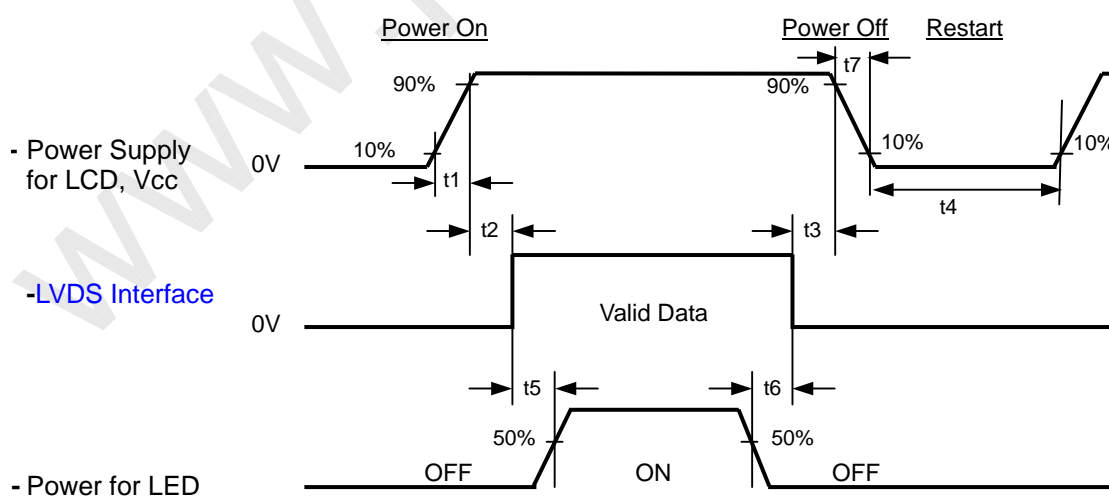 Power On
Power Off
Restart
t7
90%
90%
- Power Supply
for LCD, Vcc
0V
10%
10%
10%
t1
t4
t2
t3
-LVDS Interface
0V
Valid Data
t5
t6
50%
50%
- Power for LED
OFF
ON
OFF